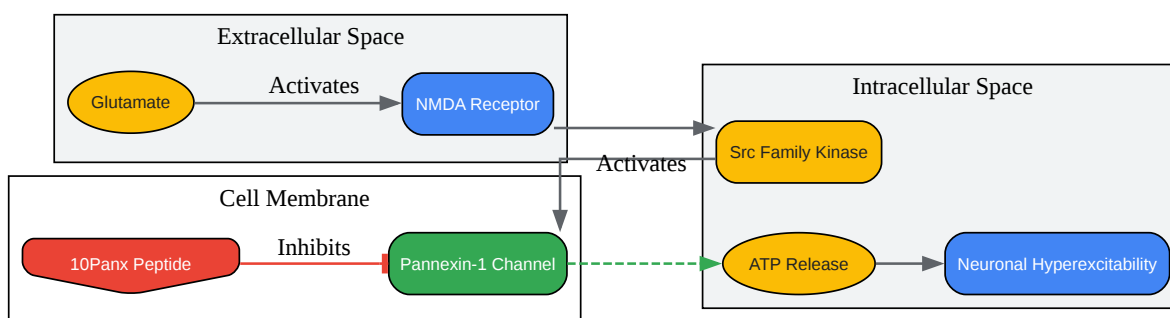 Extracellular Space
Glutamate
Activates
NMDA Receptor
Intracellular Space
Src Family Kinase
Activates
Cell Membrane
10Panx Peptide
Inhibits
Pannexin-1 Channel
ATP Release
Neuronal Hyperexcitability